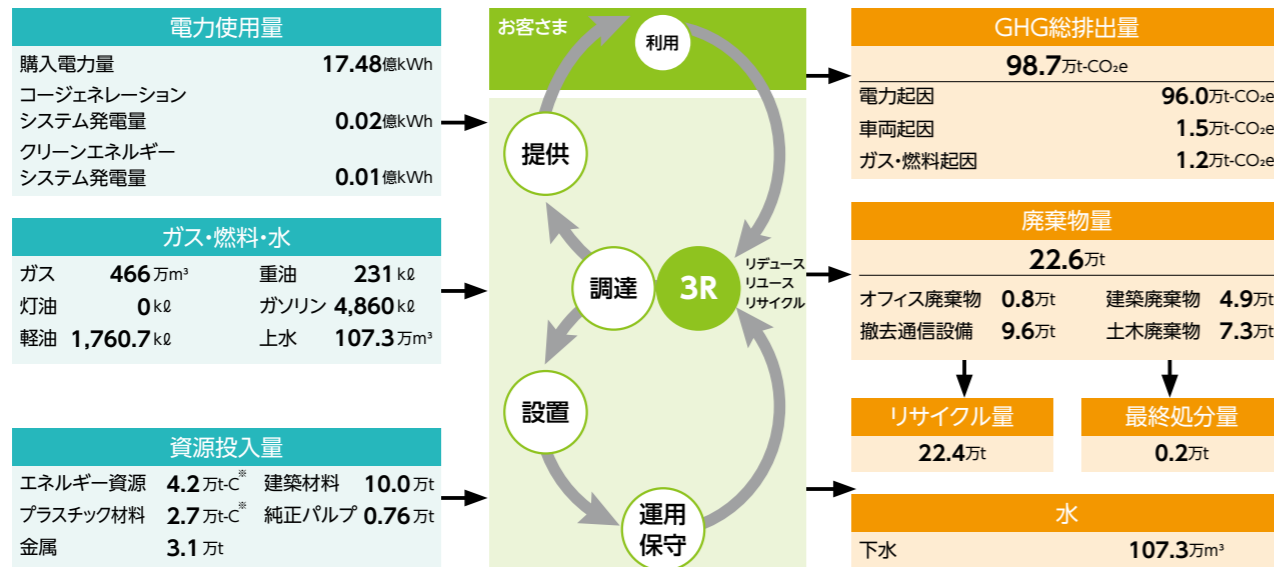 電力使用量
購入電力量 17.48億kWh
コージェネレーション
システム発電量 0.02億kWh
クリーンエネルギー
システム発電量 0.01億kWh
ガス・燃料・水
ガス 466万m³ 重油 231kℓ
灯油 0kℓ ガソリン 4,860kℓ
軽油 1,760.7kℓ 上水 107.3万m³
資源投入量
エネルギー資源 4.2万t-C※ 建築材料 10.0万t
プラスチック材料 2.7万t-C※ 純正パルプ 0.76万t
金属 3.1万t
お客さま
利用
提供
調達
3R
リデュース
リユース
リサイクル
設置
運用
保守
GHG総排出量
98.7万t-CO₂e
電力起因 96.0万t-CO₂e
車両起因 1.5万t-CO₂e
ガス・燃料起因 1.2万t-CO₂e
廃棄物量
22.6万t
オフィス廃棄物 0.8万t 建築廃棄物 4.9万t
撤去通信設備 9.6万t 土木廃棄物 7.3万t
リサイクル量
22.4万t
最終処分量
0.2万t
水
下水 107.3万m³